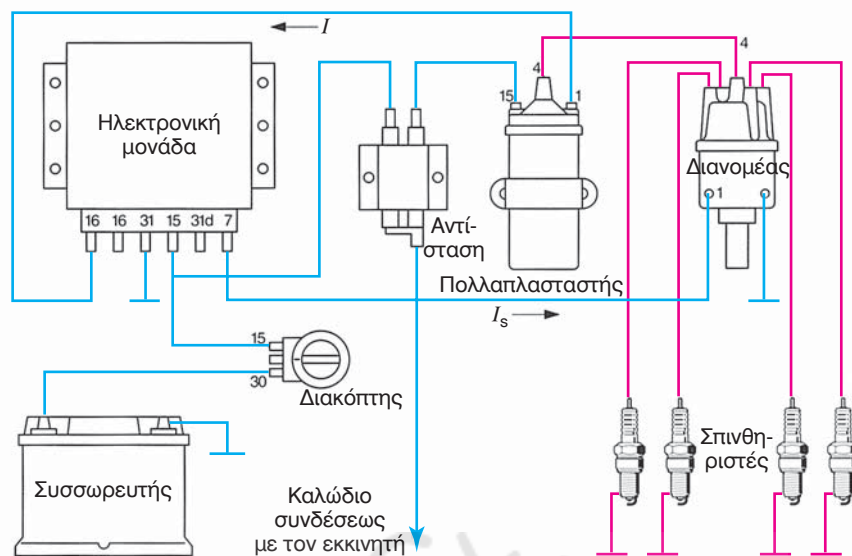 I
4
4
15
1
Ηλεκτρονική
μονάδα
Διανομέας
1
16 16 31 15 31d 7
Αντί-
σταση
Πολλαπλασταστής
Is
15
30
Διακόπτης
Σπινθη-
ριστές
Συσσωρευτής
Καλώδιο
συνδέσεως
με τον εκκινητή